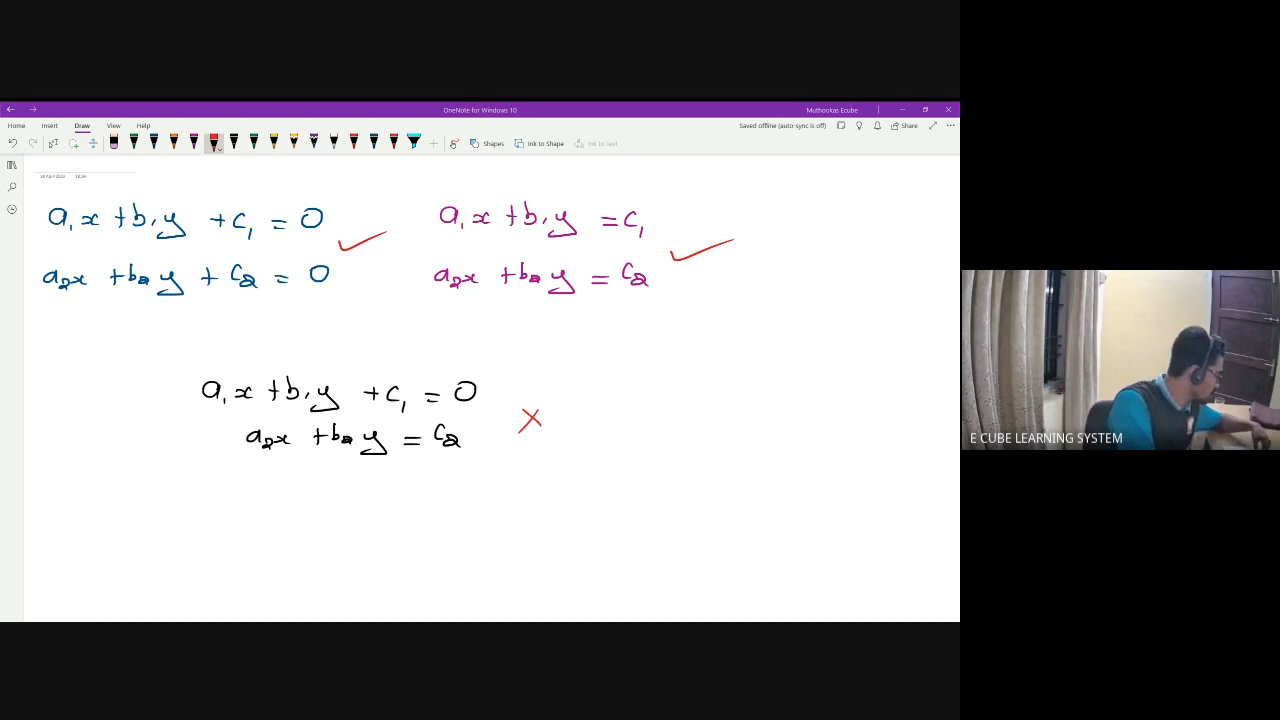 OneNote for Windows 10
Muthookas Ecube
Home Insert Draw View Help
Saved offline (auto-sync is off)
Share
Shapes
Ink to Shape
Ink to Text
a₁x + b₁y + c₁ = 0
a₂x + b₂y + c₂ = 0
a₁x + b₁y = c₁
a₂x + b₂y = c₂
a₁x + b₁y + c₁ = 0
a₂x + b₂y = c₂
E CUBE LEARNING SYSTEM